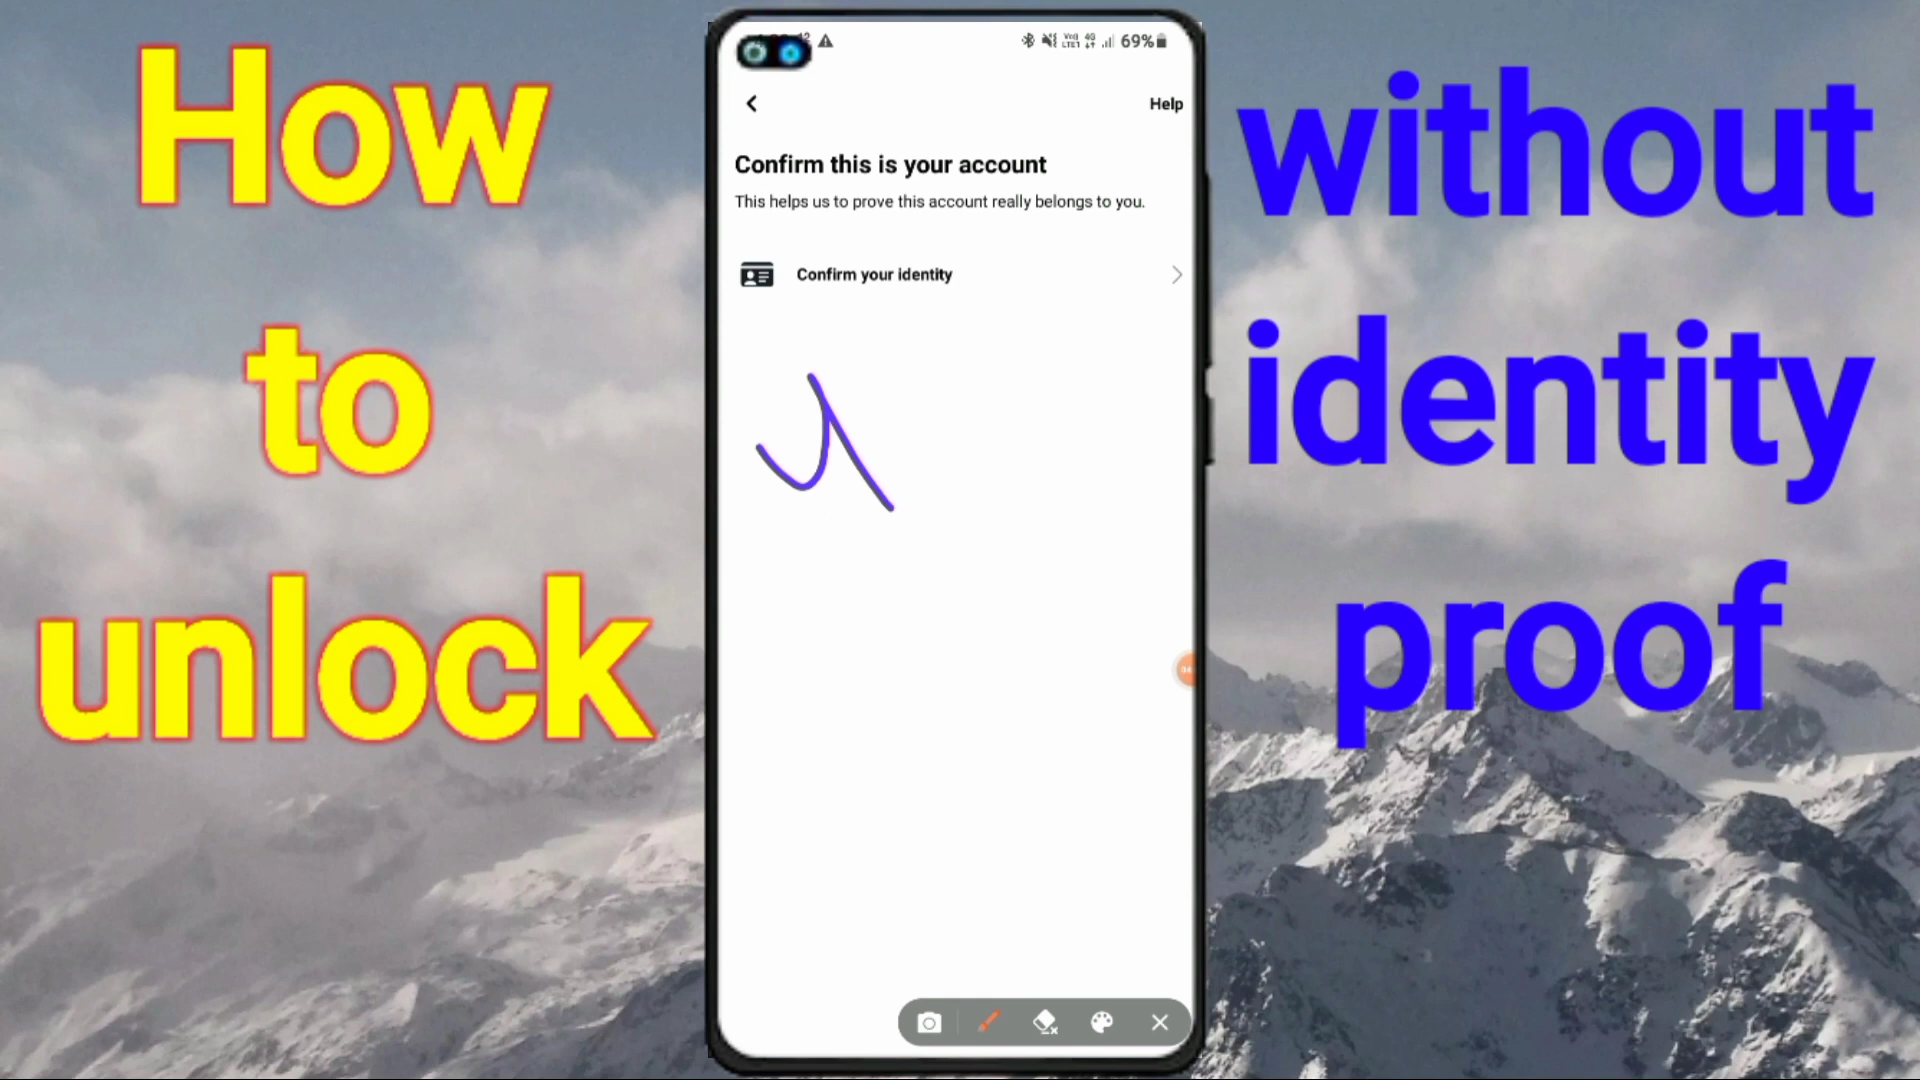 How
to
unlock
69%
Help
Confirm this is your account
This helps us to prove this account really belongs to you.
Confirm your identity
without
identity
proof